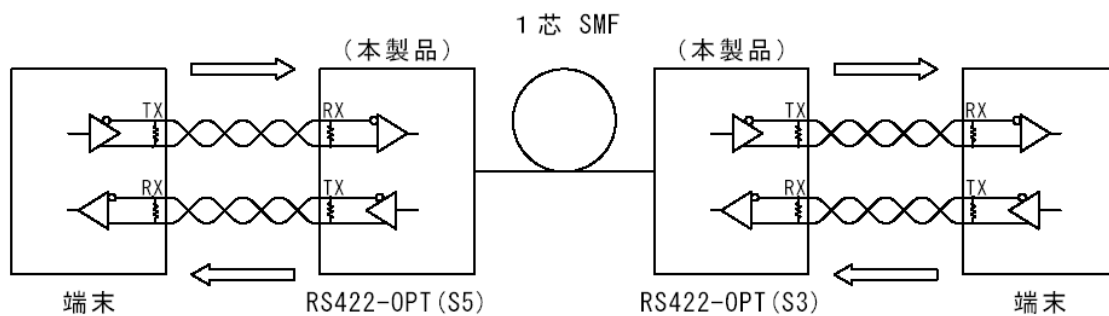 1芯 SMF
(本製品) (本製品)
TX RX TX RX
RX TX RX TX
端末 RS422-OPT(S5) RS422-OPT(S3) 端末